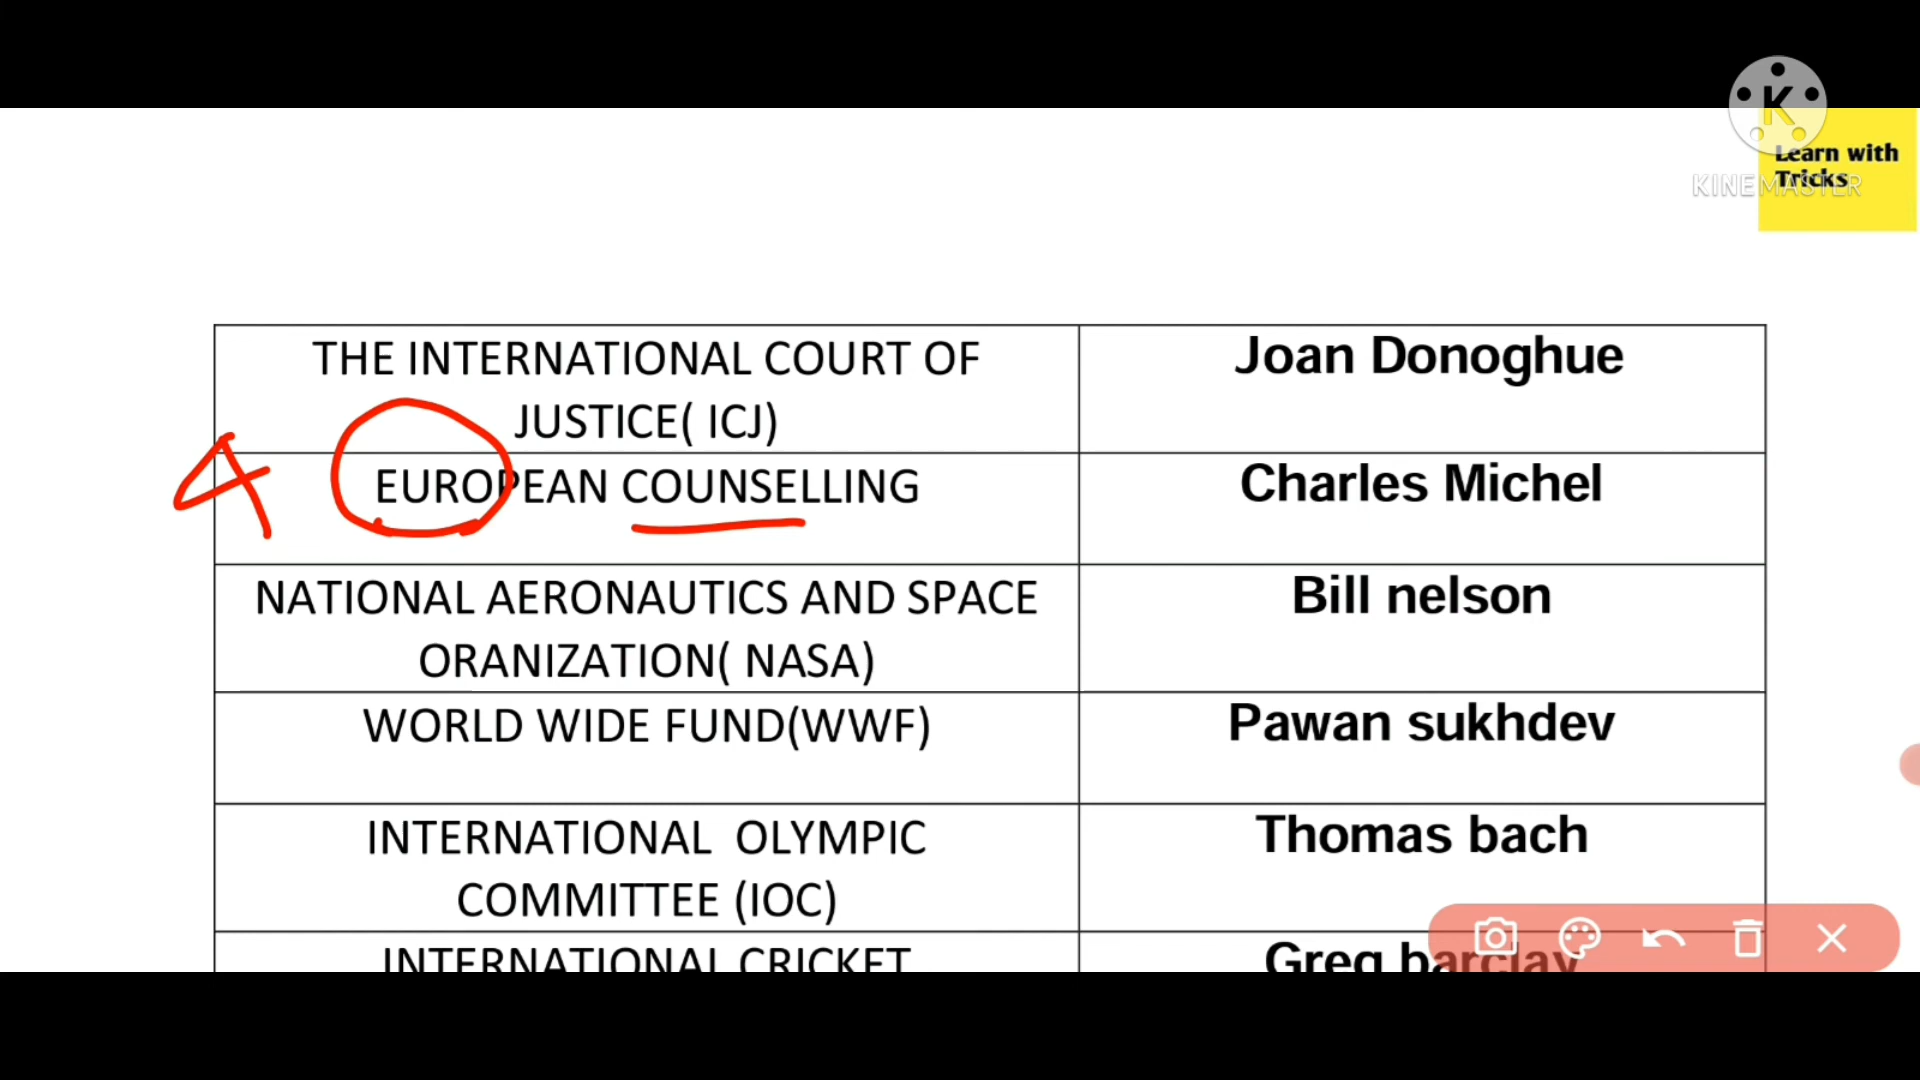 K
KINEMASTER
Learn with
Tricks
THE INTERNATIONAL COURT OF
JUSTICE( ICJ)
Joan Donoghue
4
EUROPEAN COUNSELLING
Charles Michel
NATIONAL AERONAUTICS AND SPACE
ORANIZATION( NASA)
Bill nelson
WORLD WIDE FUND(WWF)
Pawan sukhdev
INTERNATIONAL OLYMPIC
COMMITTEE (IOC)
Thomas bach
INTERNATIONAL CRICKET
Greg barclay